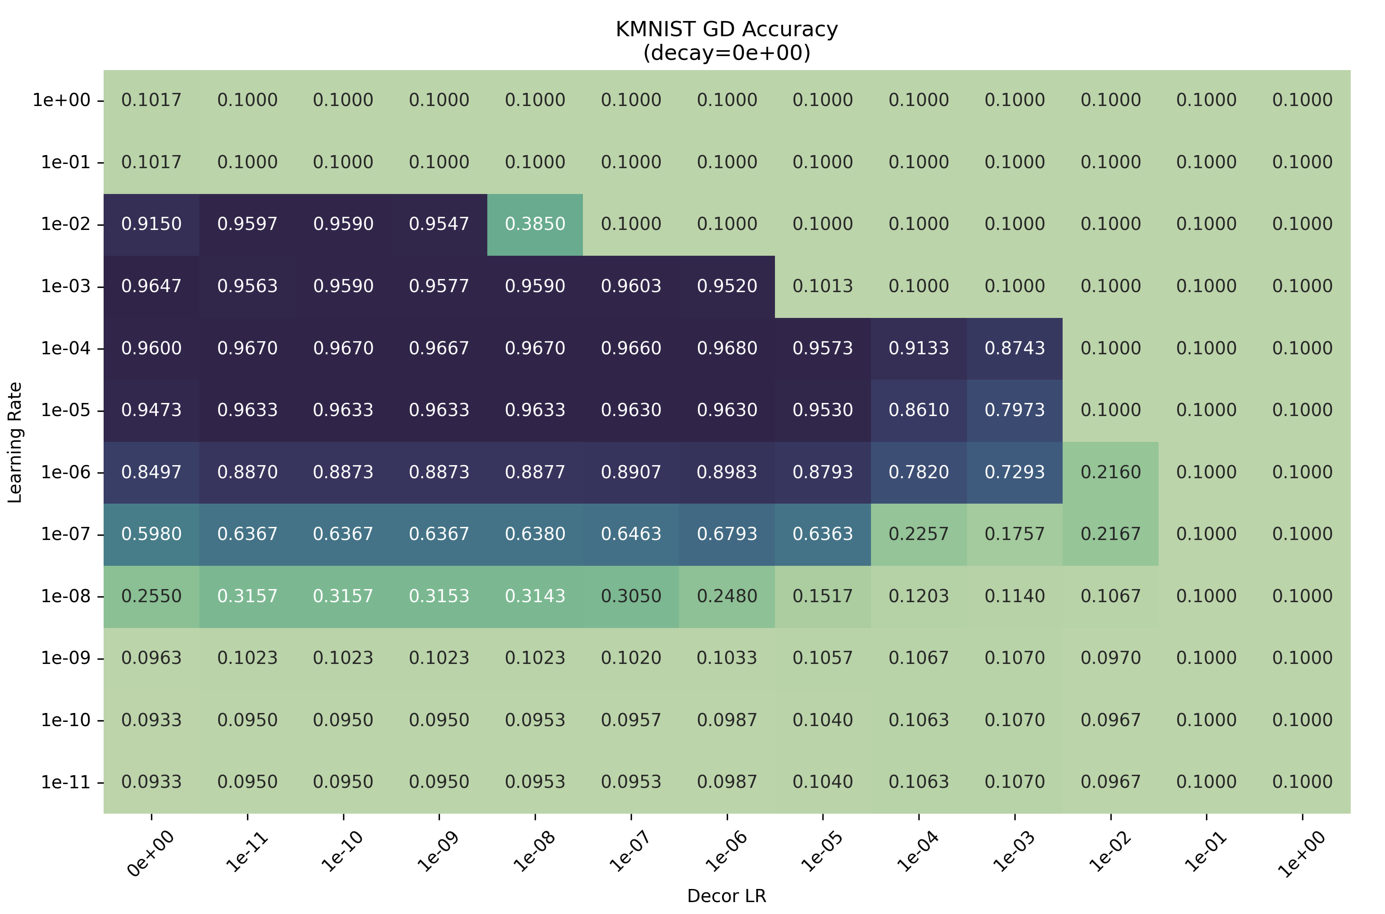 KMNIST GD Accuracy
(decay=0e+00)
Learning Rate
1e+00 0.1017 0.1000 0.1000 0.1000 0.1000 0.1000 0.1000 0.1000 0.1000 0.1000 0.1000 0.1000 0.1000
1e-01 0.1017 0.1000 0.1000 0.1000 0.1000 0.1000 0.1000 0.1000 0.1000 0.1000 0.1000 0.1000 0.1000
1e-02 0.9150 0.9597 0.9590 0.9547 0.3850 0.1000 0.1000 0.1000 0.1000 0.1000 0.1000 0.1000 0.1000
1e-03 0.9647 0.9563 0.9590 0.9577 0.9590 0.9603 0.9520 0.1013 0.1000 0.1000 0.1000 0.1000 0.1000
1e-04 0.9600 0.9670 0.9670 0.9667 0.9670 0.9660 0.9680 0.9573 0.9133 0.8743 0.1000 0.1000 0.1000
1e-05 0.9473 0.9633 0.9633 0.9633 0.9633 0.9630 0.9630 0.9530 0.8610 0.7973 0.1000 0.1000 0.1000
1e-06 0.8497 0.8870 0.8873 0.8873 0.8877 0.8907 0.8983 0.8793 0.7820 0.7293 0.2160 0.1000 0.1000
1e-07 0.5980 0.6367 0.6367 0.6367 0.6380 0.6463 0.6793 0.6363 0.2257 0.1757 0.2167 0.1000 0.1000
1e-08 0.2550 0.3157 0.3157 0.3153 0.3143 0.3050 0.2480 0.1517 0.1203 0.1140 0.1067 0.1000 0.1000
1e-09 0.0963 0.1023 0.1023 0.1023 0.1023 0.1020 0.1033 0.1057 0.1067 0.1070 0.0970 0.1000 0.1000
1e-10 0.0933 0.0950 0.0950 0.0950 0.0953 0.0957 0.0987 0.1040 0.1063 0.1070 0.0967 0.1000 0.1000
1e-11 0.0933 0.0950 0.0950 0.0950 0.0953 0.0953 0.0987 0.1040 0.1063 0.1070 0.0967 0.1000 0.1000
0e+00 1e-11 1e-10 1e-09 1e-08 1e-07 1e-06 1e-05 1e-04 1e-03 1e-02 1e-01 1e+00
Decor LR